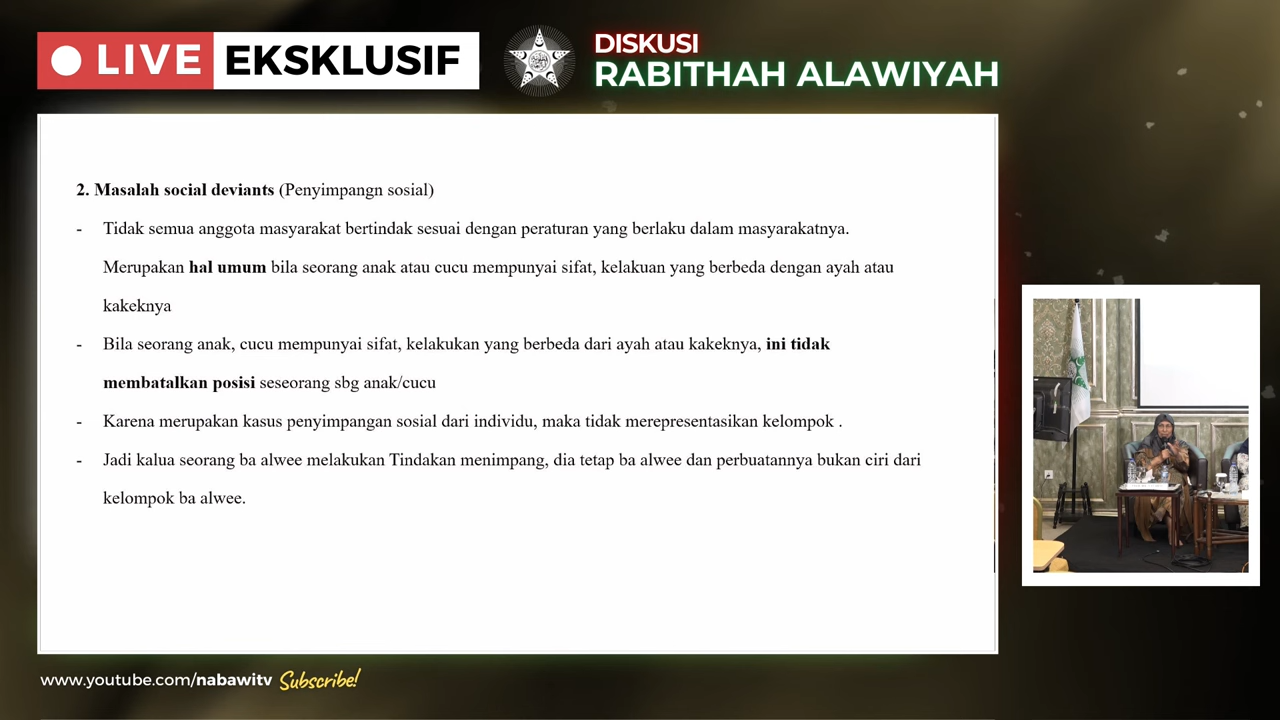 LIVE EKSKLUSIF
DISKUSI
RABITHAH ALAWIYAH
2. Masalah social deviants (Penyimpangn sosial)
- Tidak semua anggota masyarakat bertindak sesuai dengan peraturan yang berlaku dalam masyarakatnya.
Merupakan hal umum bila seorang anak atau cucu mempunyai sifat, kelakuan yang berbeda dengan ayah atau
kakeknya
- Bila seorang anak, cucu mempunyai sifat, kelakukan yang berbeda dari ayah atau kakeknya, ini tidak
membatalkan posisi seseorang sbg anak/cucu
- Karena merupakan kasus penyimpangan sosial dari individu, maka tidak merepresentasikan kelompok .
- Jadi kalua seorang ba alwee melakukan Tindakan menimpang, dia tetap ba alwee dan perbuatannya bukan ciri dari
kelompok ba alwee.
www.youtube.com/nabawitv Subscribe!